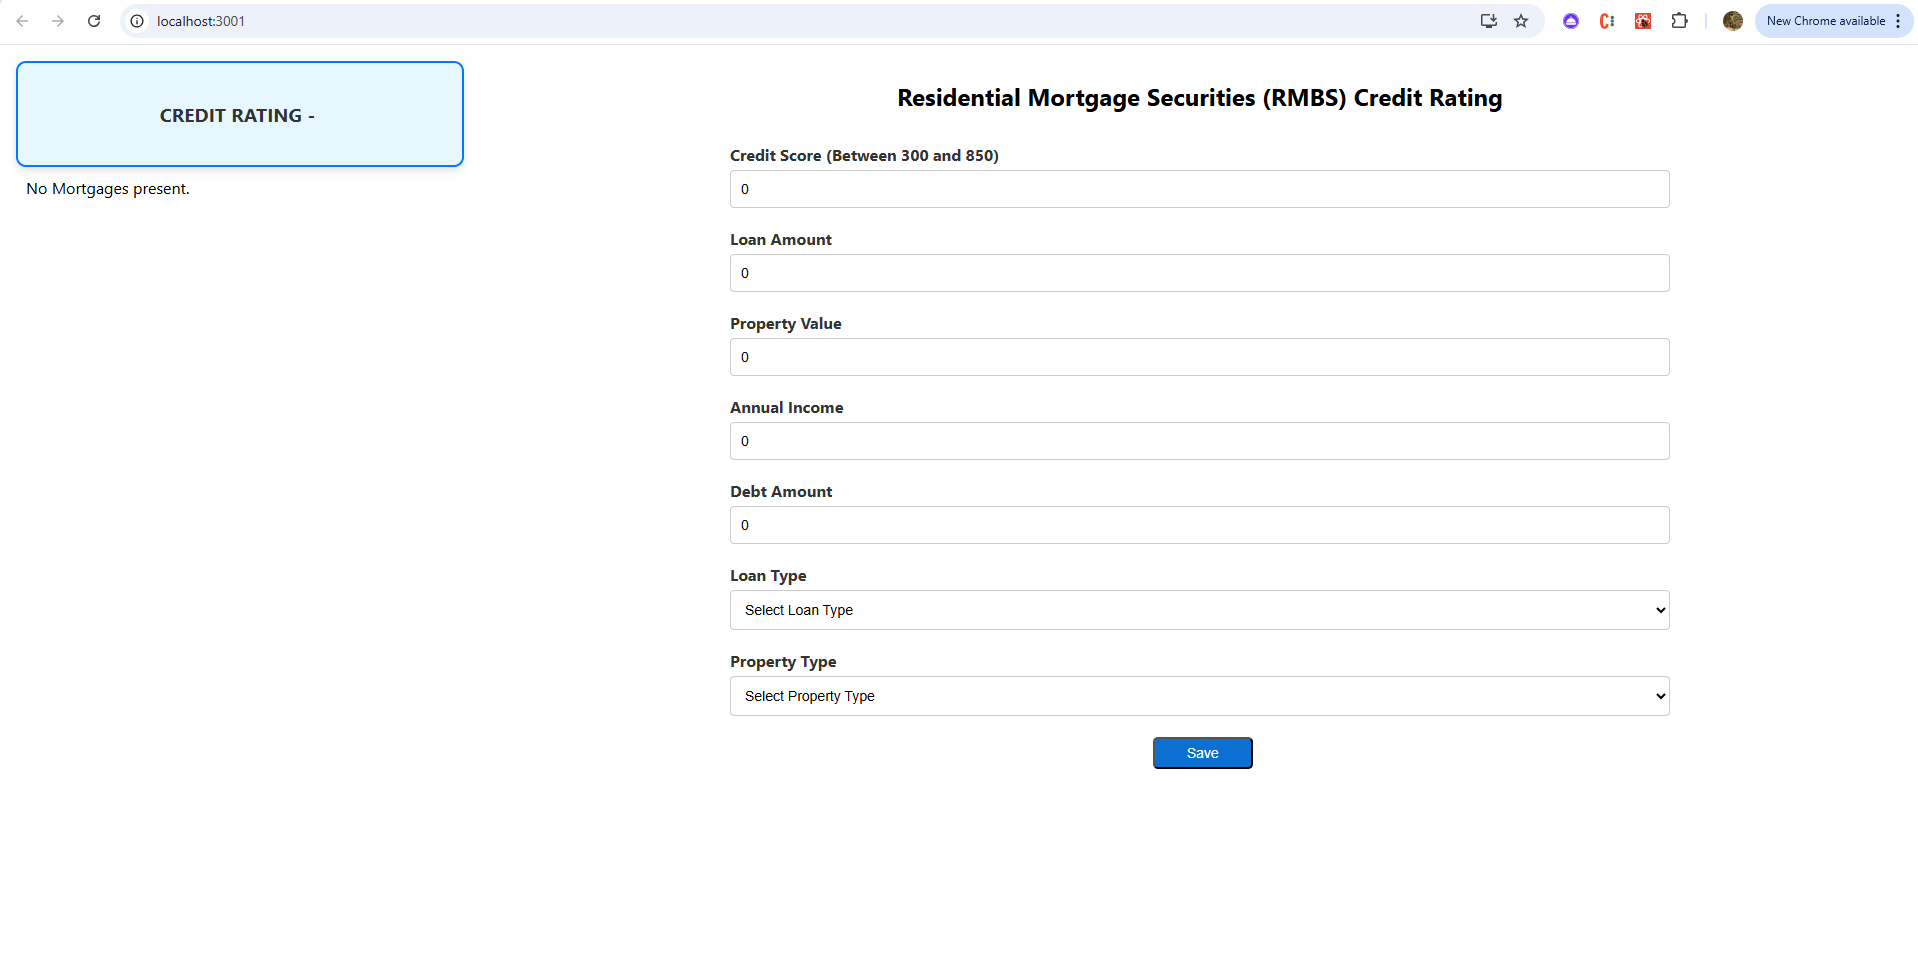 localhost:3001
New Chrome available
CREDIT RATING -
No Mortgages present.
Residential Mortgage Securities (RMBS) Credit Rating
Credit Score (Between 300 and 850)
0
Loan Amount
0
Property Value
0
Annual Income
0
Debt Amount
0
Loan Type
Select Loan Type
Property Type
Select Property Type
Save